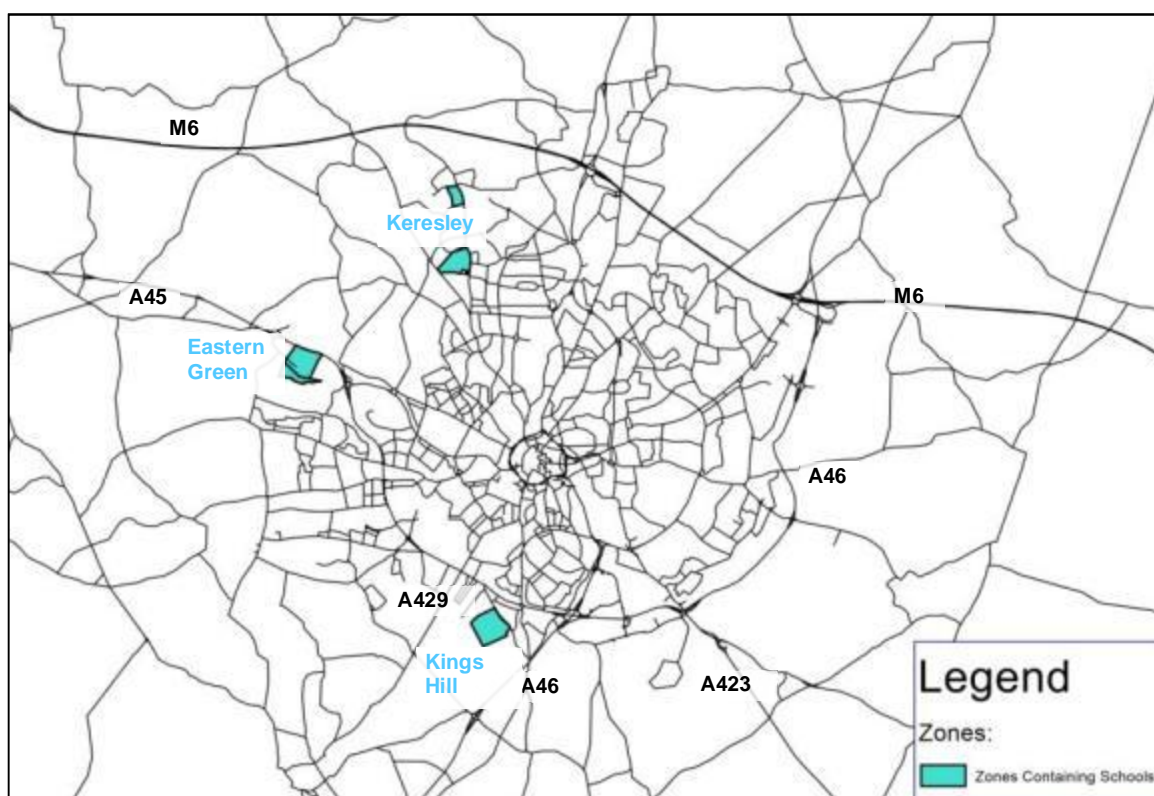 M6
Keresley
A45
M6
Eastern
Green
A46
A429
Kings
Hill
A46
A423
Legend
Zones:
Zones Containing Schools